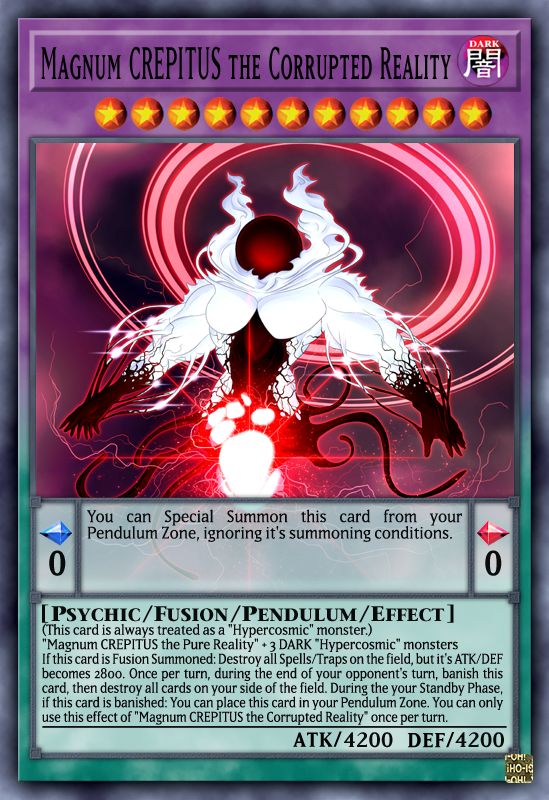 Magnum CREPITUS the Corrupted Reality
DARK
闇
You can Special Summon this card from your
Pendulum Zone, ignoring it's summoning conditions.
0
0
[Psychic/Fusion/Pendulum/Effect]
(This card is always treated as a "Hypercosmic" monster.)
"Magnum CREPITUS the Pure Reality" + 3 DARK "Hypercosmic" monsters
If this card is Fusion Summoned: Destroy all Spells/Traps on the field, but it's ATK/DEF
becomes 2800. Once per turn, during the end of your opponent's turn, banish this
card, then destroy all cards on your side of the field. During the your Standby Phase,
if this card is banished: You can place this card in your Pendulum Zone. You can only
use this effect of "Magnum CREPITUS the Corrupted Reality" once per turn.
ATK/4200 DEF/4200